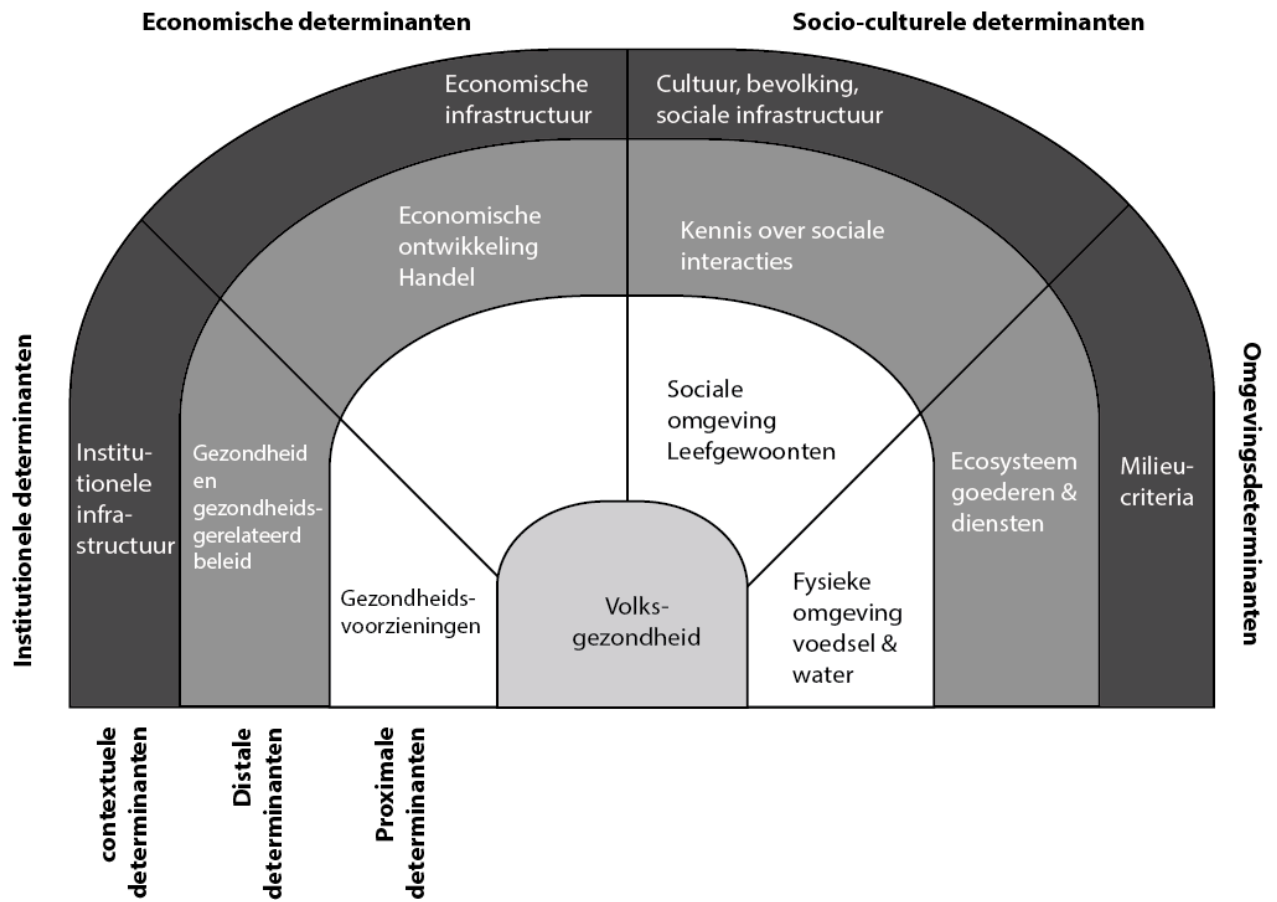 Economische determinanten
Socio-culturele determinanten
Economische
infrastructuur
Cultuur, bevolking,
sociale infrastructuur
Economische
ontwikkeling
Handel
Kennis over sociale
interacties
Institutionele determinanten
Omgevingsdeterminanten
Sociale
omgeving
Leefgewoonten
Institu-
tionele
infra-
structuur
Gezondheid
en
gezondheids-
gerelateerd
beleid
Ecosysteem
goederen &
diensten
Milieu-
criteria
Gezondheids-
voorzieningen
Volks-
gezondheid
Fysieke
omgeving
voedsel &
water
contextuele
determinanten
Distale
determinanten
Proximale
determinanten